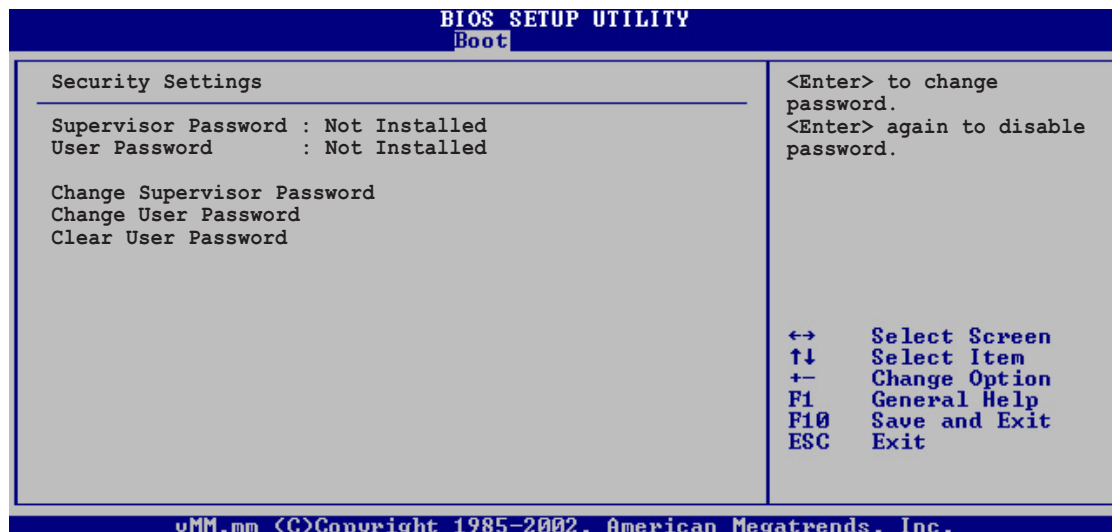 BIOS SETUP UTILITY
Boot
Security Settings
Supervisor Password : Not Installed
User Password : Not Installed
Change Supervisor Password
Change User Password
Clear User Password
<Enter> to change
password.
<Enter> again to disable
password.
←→ Select Screen
↑↓ Select Item
+- Change Option
F1 General Help
F10 Save and Exit
ESC Exit
vMM.mm (C)Copyright 1985-2002, American Megatrends, Inc.